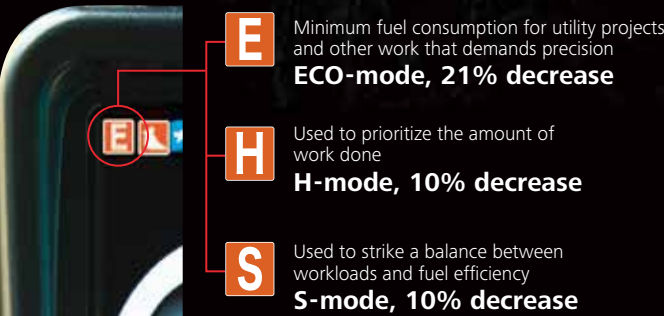 E
E
Minimum fuel consumption for utility projects
and other work that demands precision
ECO-mode, 21% decrease
H
Used to prioritize the amount of
work done
H-mode, 10% decrease
S
Used to strike a balance between
workloads and fuel efficiency
S-mode, 10% decrease